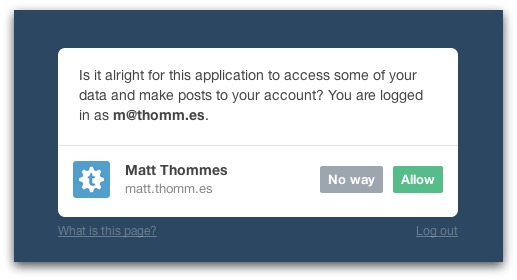 Is it alright for this application to access some of your
data and make posts to your account? You are logged
in as m@thomm.es.
t
Matt Thommes
matt.thomm.es
No way
Allow
What is this page?
Log out